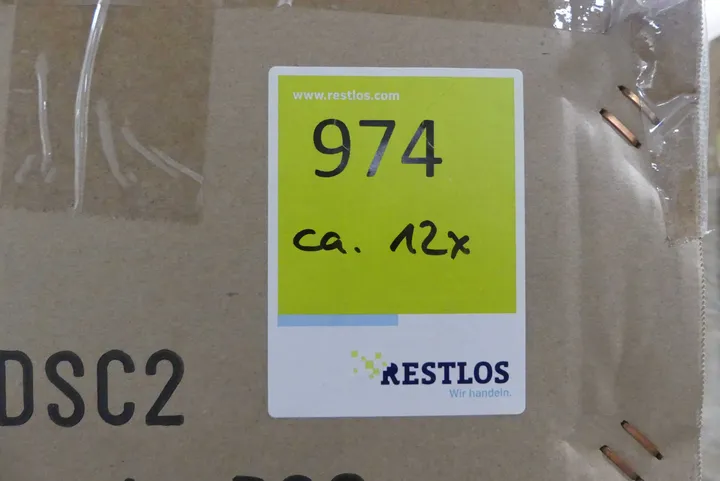 www.restlos.com
974
ca. 12x
RESTLOS
Wir handeln.
DSC2